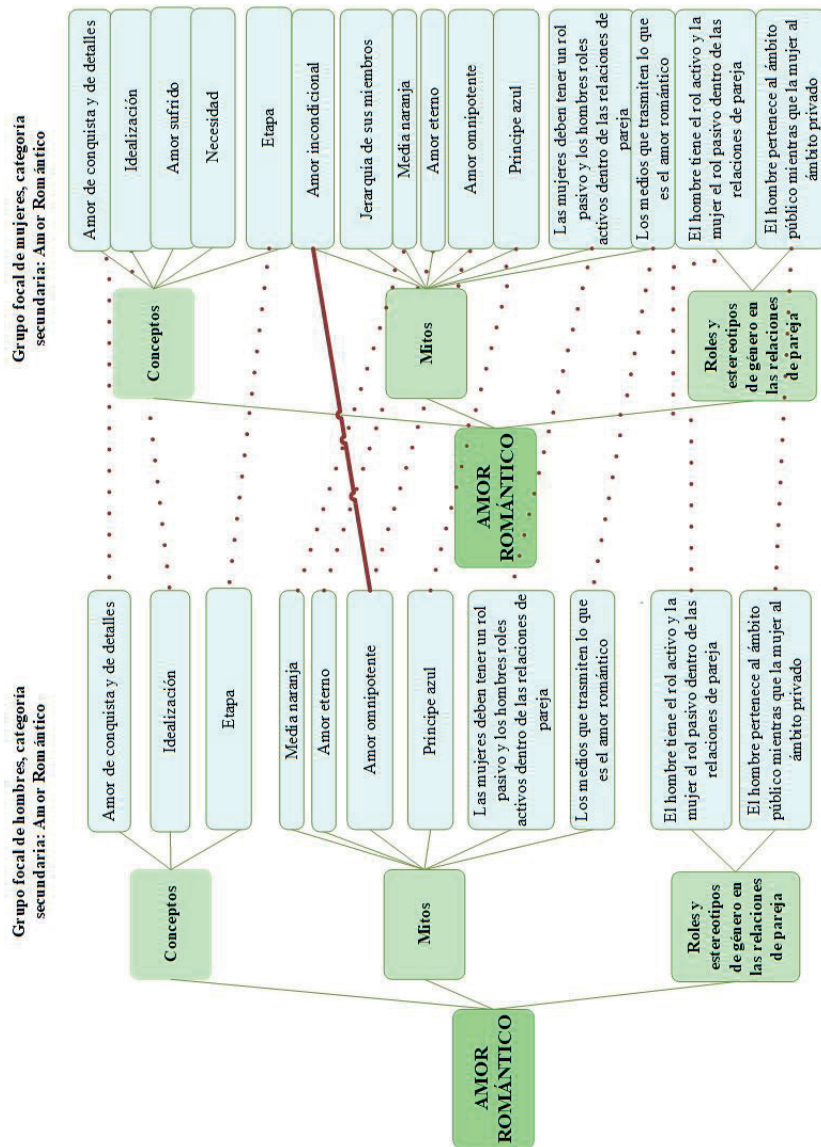 Grupo focal de hombres, categoría
secundaria: Amor Romántico
AMOR
ROMÁNTICO
Conceptos
Amor de conquista y de detalles
Idealización
Etapa
Mitos
Media naranja
Amor eterno
Amor omnipotente
Príncipe azul
Las mujeres deben tener un rol
pasivo y los hombres roles
activos dentro de las relaciones de
pareja
Los medios que trasmiten lo que
es el amor romántico
Roles y
estereotipos
de género en
las relaciones
de pareja
El hombre tiene el rol activo y la
mujer el rol pasivo dentro de las
relaciones de pareja
El hombre pertenece al ámbito
público mientras que la mujer al
ámbito privado
Grupo focal de mujeres, categoria
secundaria: Amor Romántico
AMOR
ROMÁNTICO
Conceptos
Amor de conquista y de detalles
Idealización
Amor sufrido
Necesidad
Etapa
Mitos
Amor incondicional
Jerarquía de sus miembros
Media naranja
Amor eterno
Amor omnipotente
Príncipe azul
Las mujeres deben tener un rol
pasivo y los hombres roles
activos dentro de las relaciones de
pareja
Los medios que trasmiten lo que
es el amor romántico
Roles y
estereotipos
de género en
las relaciones
de pareja
El hombre tiene el rol activo y la
mujer el rol pasivo dentro de las
relaciones de pareja
El hombre pertenece al ámbito
público mientras que la mujer al
ámbito privado